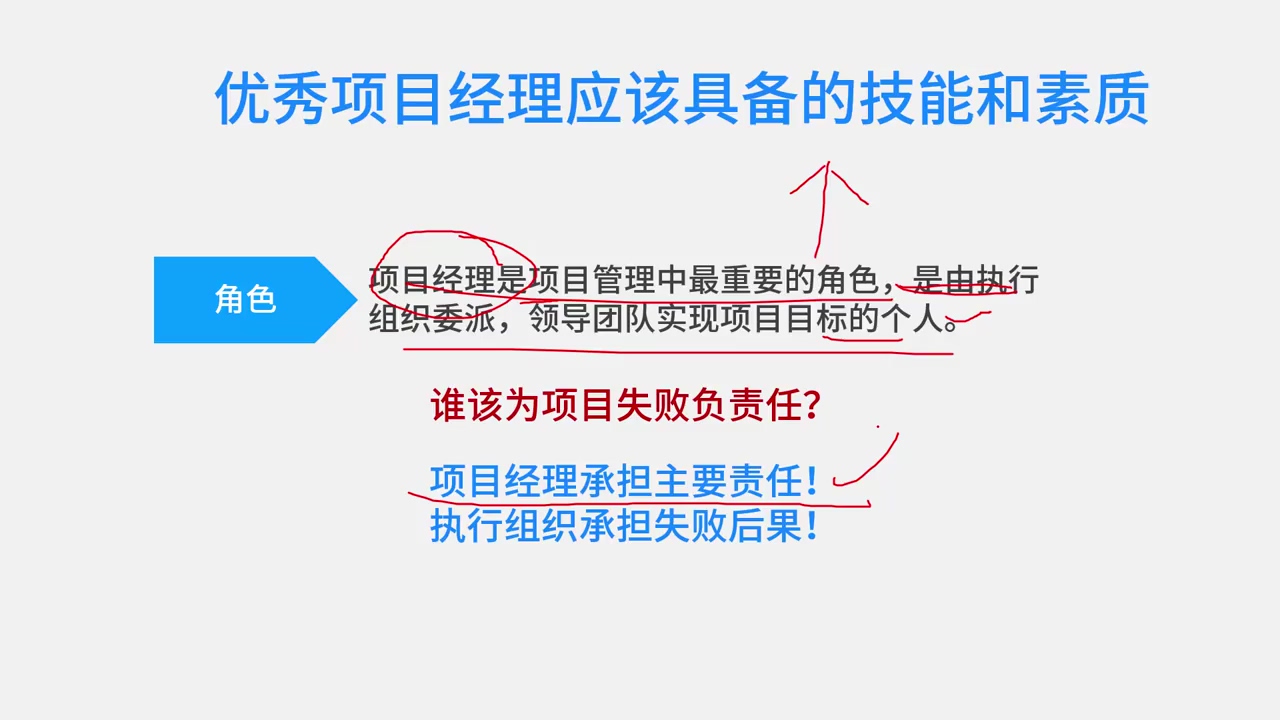 优秀项目经理应该具备的技能和素质
角色
项目经理是项目管理中最重要的角色，是由执行
组织委派，领导团队实现项目目标的个人。
谁该为项目失败负责任？
项目经理承担主要责任！
执行组织承担失败后果！